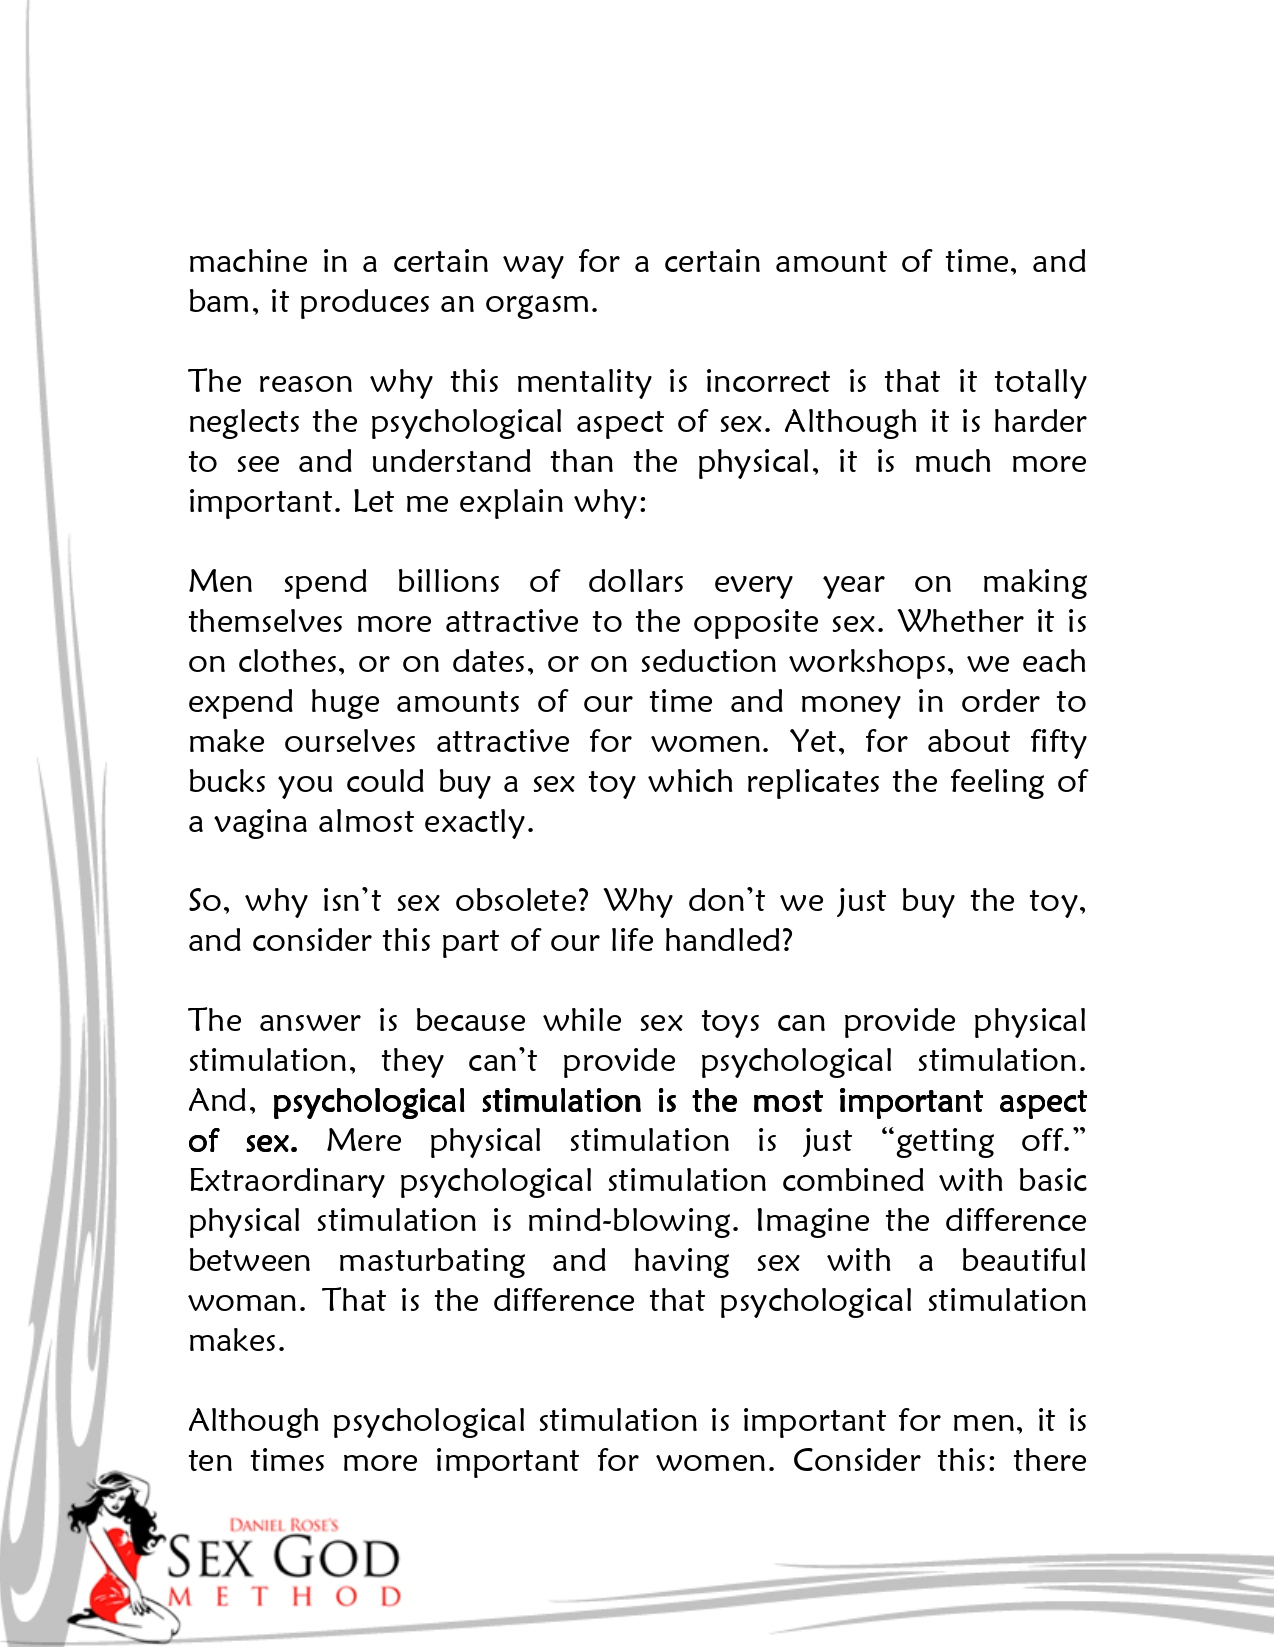 machine in a certain way for a certain amount of time, and
bam, it produces an orgasm.
The reason why this mentality is incorrect is that it totally
neglects the psychological aspect of sex. Although it is harder
to see and understand than the physical, it is much more
important. Let me explain why:
Men spend billions of dollars every year on making
themselves more attractive to the opposite sex. Whether it is
on clothes, or on dates, or on seduction workshops, we each
expend huge amounts of our time and money in order to
make ourselves attractive for women. Yet, for about fifty
bucks you could buy a sex toy which replicates the feeling of
a vagina almost exactly.
So, why isn’t sex obsolete? Why don’t we just buy the toy,
and consider this part of our life handled?
The answer is because while sex toys can provide physical
stimulation, they can’t provide psychological stimulation.
And, psychological stimulation is the most important aspect
of sex. Mere physical stimulation is just “getting off.”
Extraordinary psychological stimulation combined with basic
physical stimulation is mind-blowing. Imagine the difference
between masturbating and having sex with a beautiful
woman. That is the difference that psychological stimulation
makes.
Although psychological stimulation is important for men, it is
ten times more important for women. Consider this: there
DANIEL ROSE'S
SEX GOD
METHOD